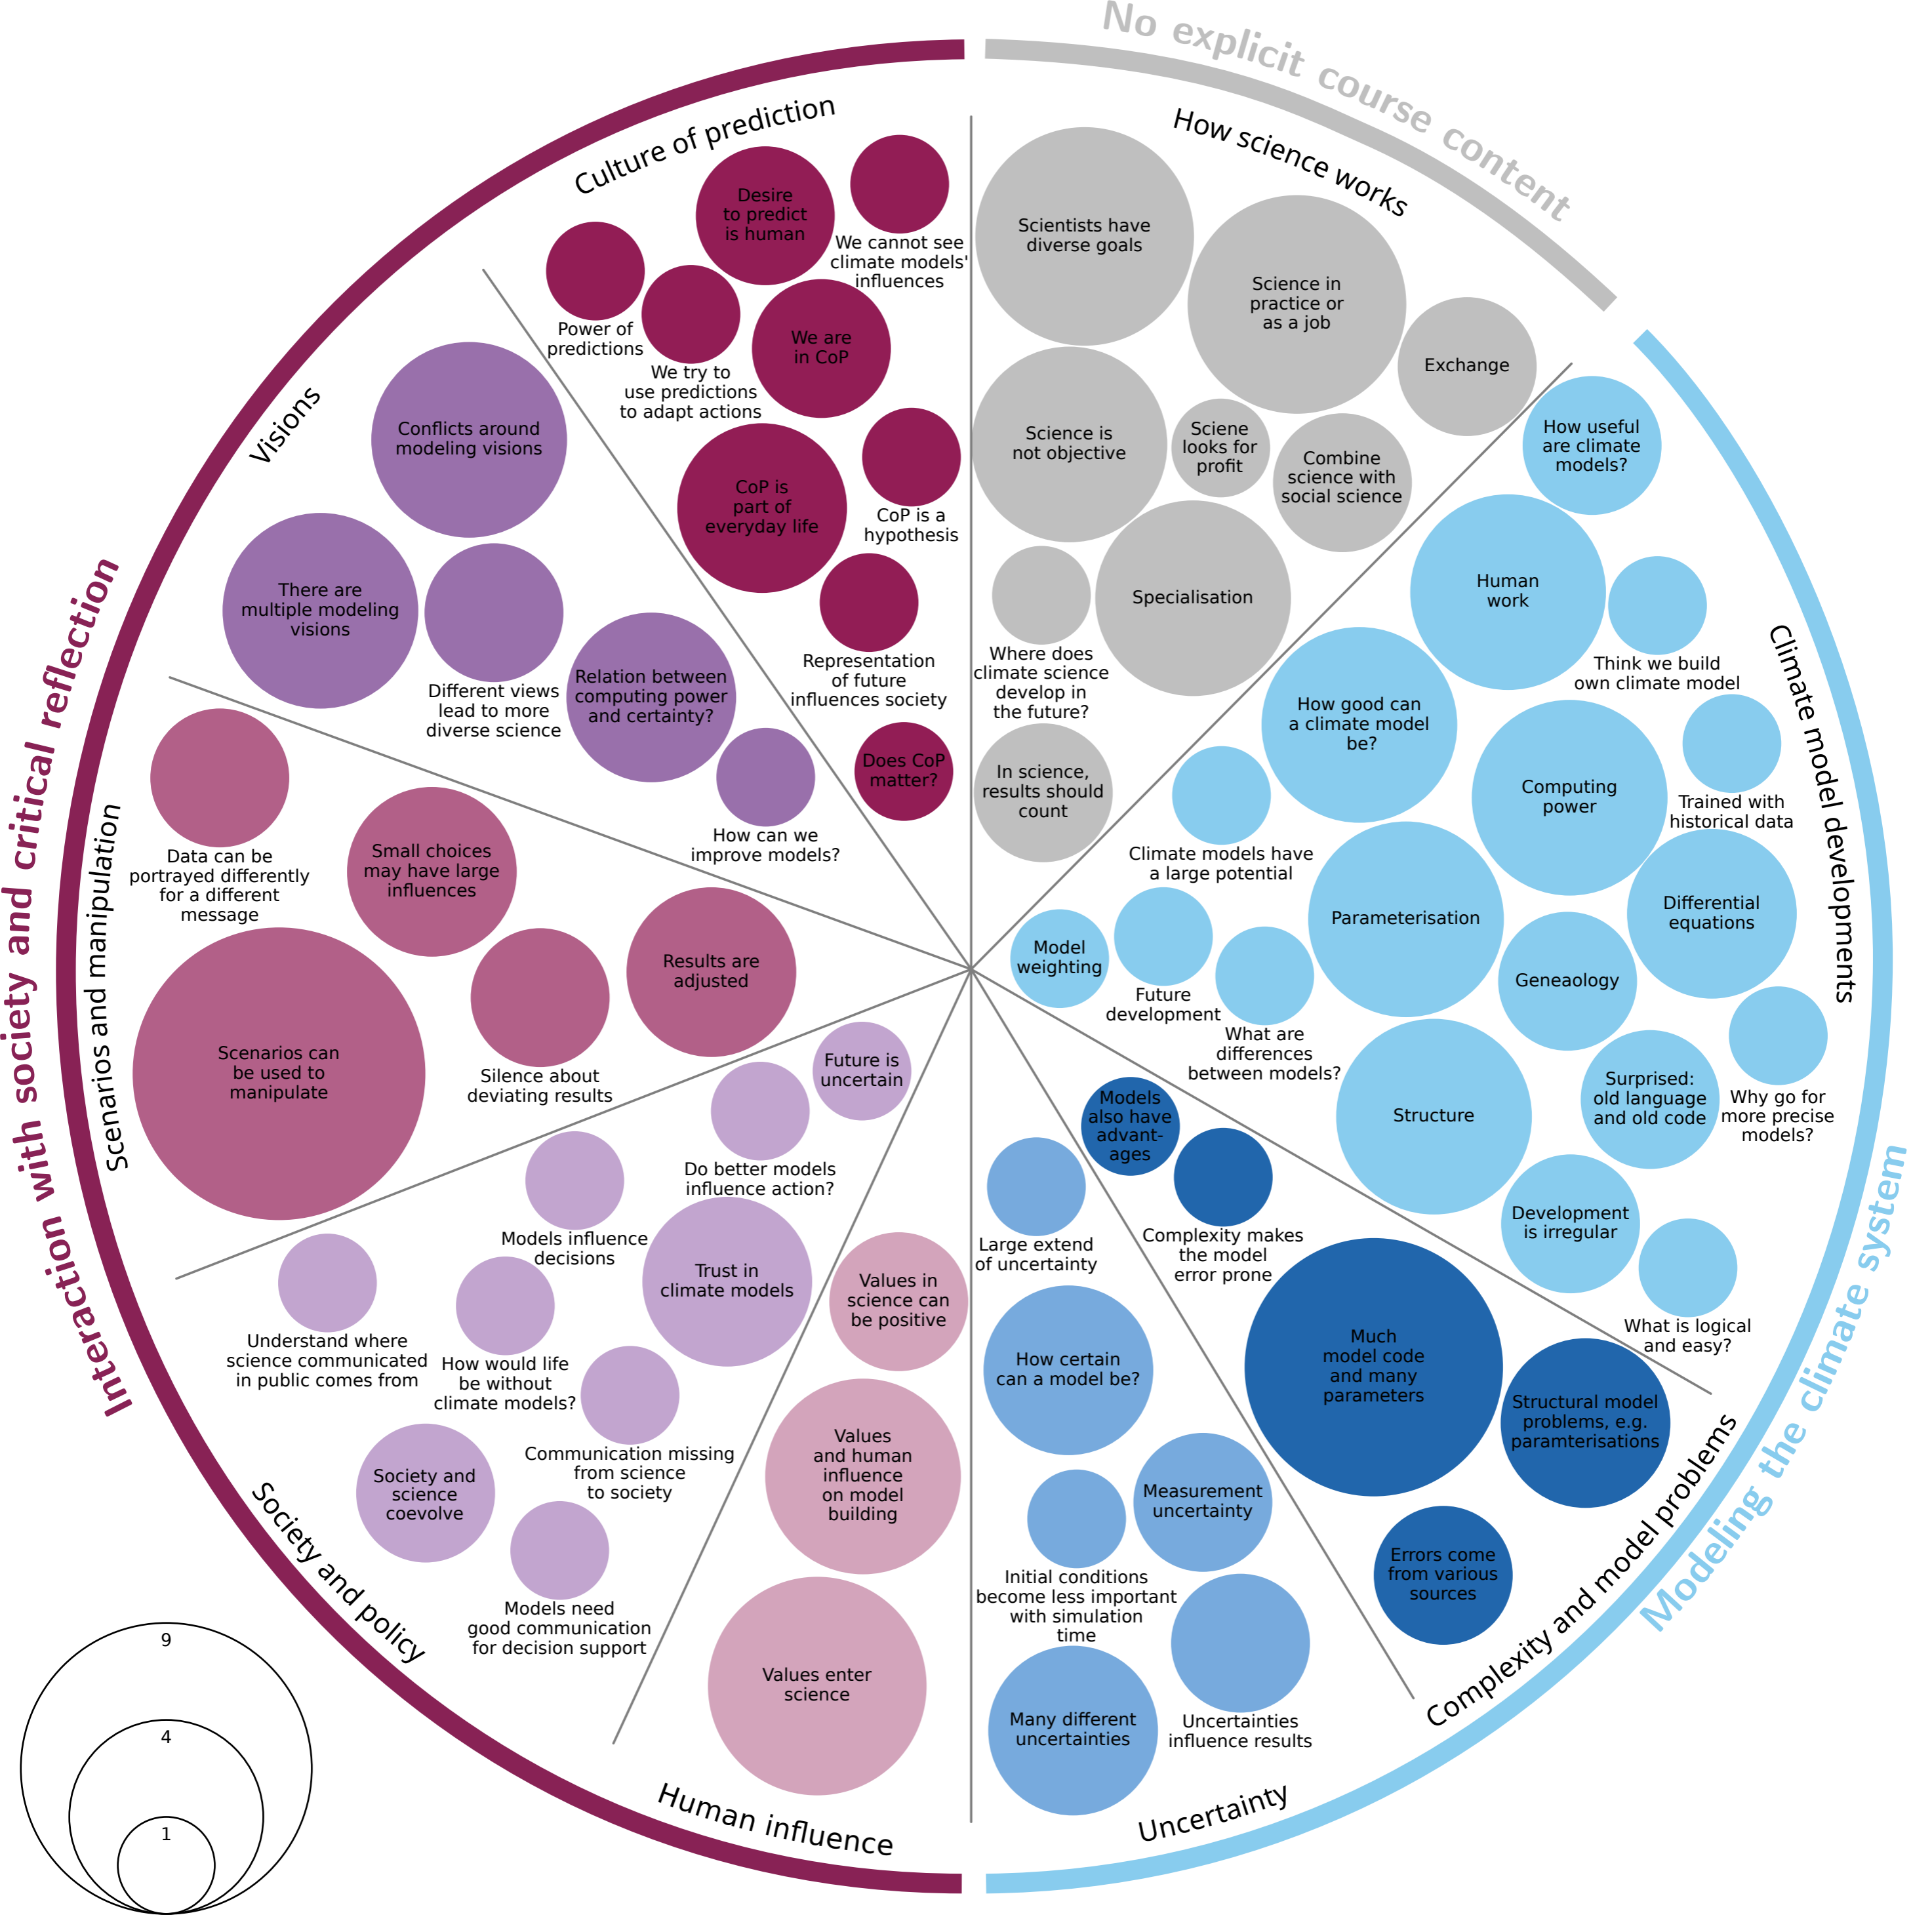 No explicit course content
How science works
Scientists have
diverse goals
Science in
practice or
as a job
Exchange
Science is
not objective
Sciene
looks for
profit
Combine
science with
social science
Specialisation
Where does
climate science
develop in
the future?
In science,
results should
count
Modeling the climate system
Climate model developments
How useful
are climate
models?
Human
work
Think we build
own climate model
How good can
a climate model
be?
Computing
power
Trained with
historical data
Climate models have
a large potential
Parameterisation
Differential
equations
Model
weighting
Future
development
What are
differences
between models?
Geneaology
Structure
Surprised:
old language
and old code
Why go for
more precise
models?
Development
is irregular
What is logical
and easy?
Complexity and model problems
Models
also have
advant-
ages
Complexity makes
the model
error prone
Much
model code
and many
parameters
Structural model
problems, e.g.
paramterisations
Errors come
from various
sources
Uncertainty
Large extend
of uncertainty
How certain
can a model be?
Measurement
uncertainty
Initial conditions
become less important
with simulation
time
Uncertainties
influence results
Many different
uncertainties
Interaction with society and critical reflection
Human influence
Values in
science can
be positive
Values
and human
influence
on model
building
Values enter
science
Society and policy
Future is
uncertain
Do better models
influence action?
Models influence
decisions
Trust in
climate models
Understand where
science communicated
in public comes from
How would life
be without
climate models?
Communication missing
from science
to society
Society and
science
coevolve
Models need
good communication
for decision support
Scenarios and manipulation
Data can be
portrayed differently
for a different
message
Small choices
may have large
influences
Results are
adjusted
Silence about
deviating results
Scenarios can
be used to
manipulate
Visions
Conflicts around
modeling visions
There are
multiple modeling
visions
Different views
lead to more
diverse science
Relation between
computing power
and certainty?
How can we
improve models?
Culture of prediction
Desire
to predict
is human
We cannot see
climate models'
influences
Power of
predictions
We try to
use predictions
to adapt actions
We are
in CoP
CoP is
part of
everyday life
CoP is a
hypothesis
Representation
of future
influences society
Does CoP
matter?
9
4
1